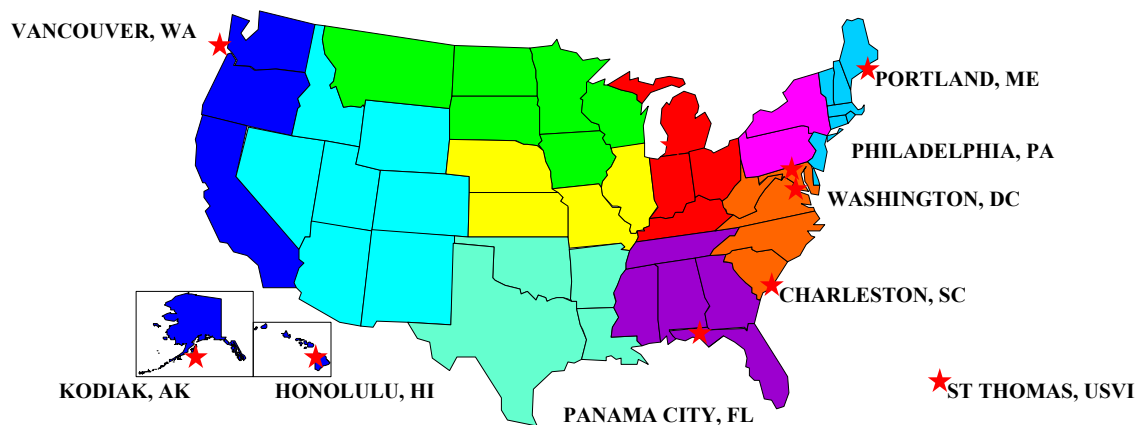 VANCOUVER, WA
PORTLAND, ME
PHILADELPHIA, PA
WASHINGTON, DC
CHARLESTON, SC
KODIAK, AK
HONOLULU, HI
ST THOMAS, USVI
PANAMA CITY, FL